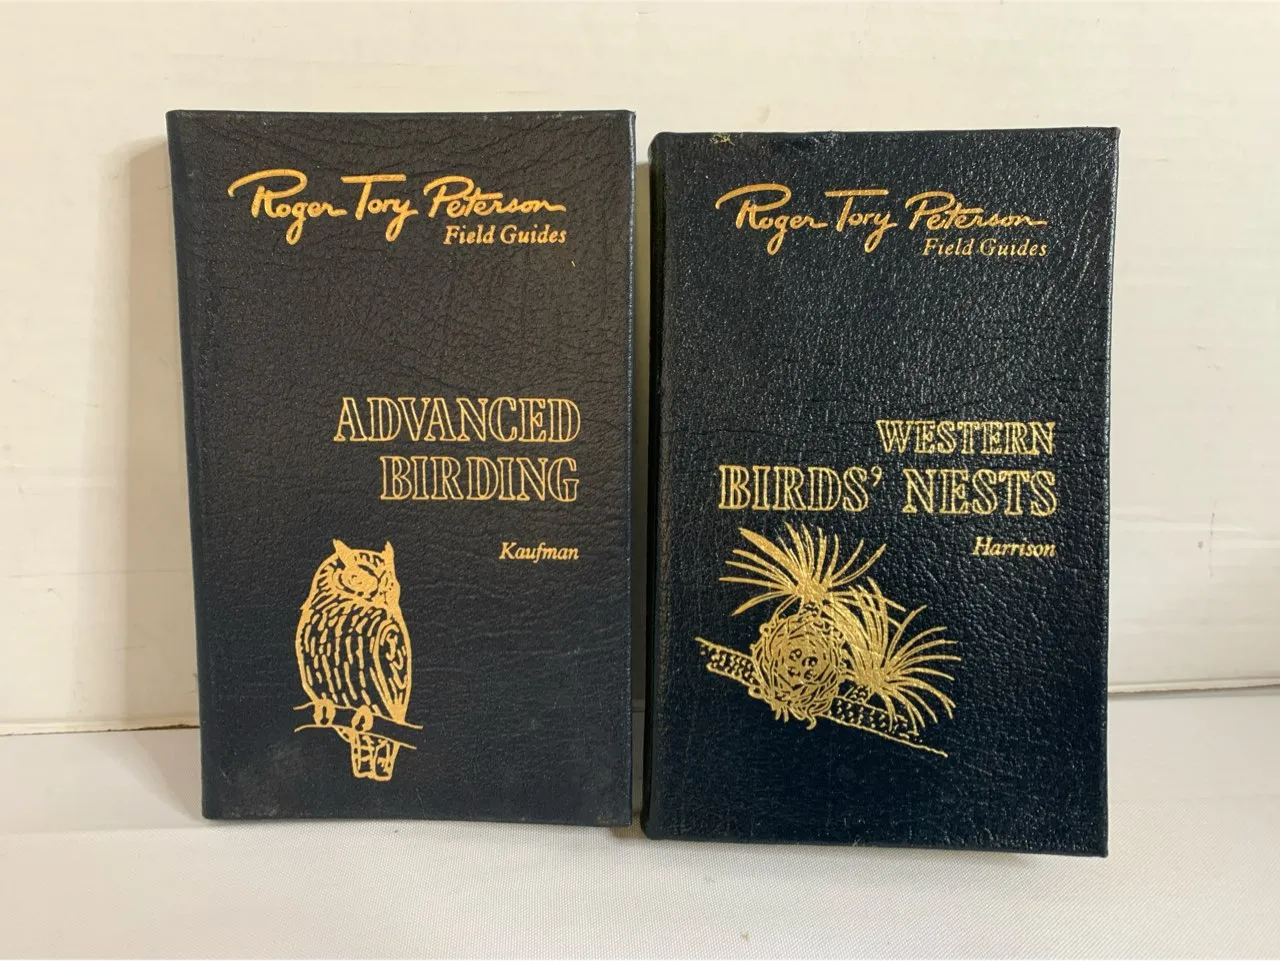 Roger Tory Peterson
Field Guides
ADVANCED
BIRDING
Kaufman
Roger Tory Peterson
Field Guides
WESTERN
BIRDS' NESTS
Harrison